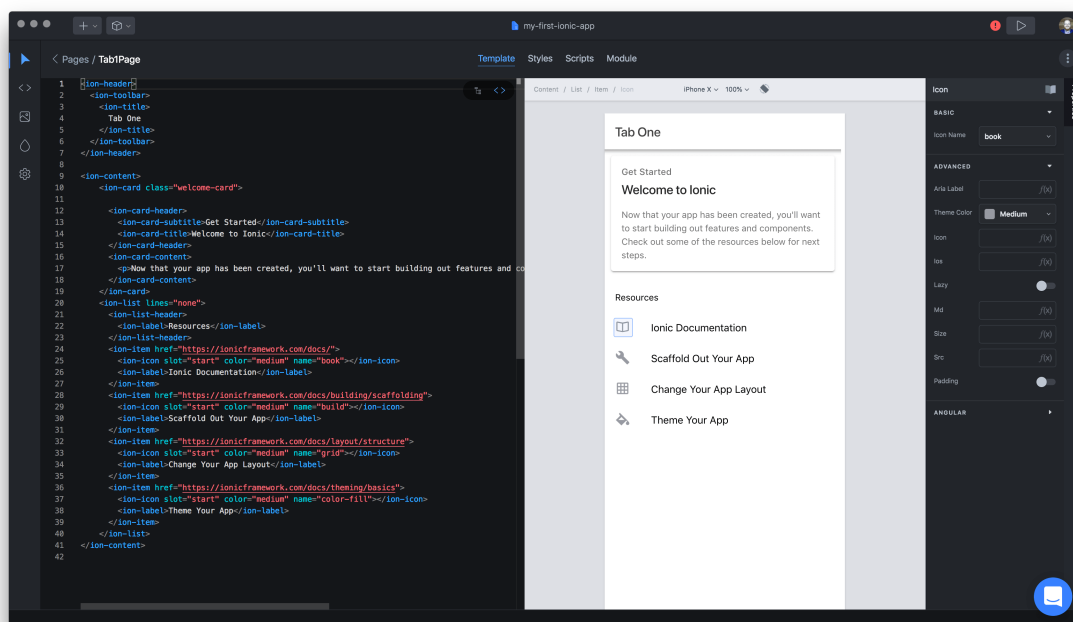 my-first-ionic-app
Pages / Tab1Page
Template Styles Scripts Module
1 <ion-header>
2 <ion-toolbar>
3 <ion-title>
4 Tab One
5 </ion-title>
6 </ion-toolbar>
7 </ion-header>
8
9 <ion-content>
10 <ion-card class="welcome-card">
11
12 <ion-card-header>
13 <ion-card-subtitle>Get Started</ion-card-subtitle>
14 <ion-card-title>Welcome to Ionic</ion-card-title>
15 </ion-card-header>
16 <ion-card-content>
17 <p>Now that your app has been created, you'll want to start building out features and co
18 </ion-card-content>
19 </ion-card>
20 <ion-list lines="none">
21 <ion-list-header>
22 <ion-label>Resources</ion-label>
23 </ion-list-header>
24 <ion-item href="https://ionicframework.com/docs/">
25 <ion-icon slot="start" color="medium" name="book"></ion-icon>
26 <ion-label>Ionic Documentation</ion-label>
27 </ion-item>
28 <ion-item href="https://ionicframework.com/docs/building/scaffolding">
29 <ion-icon slot="start" color="medium" name="build"></ion-icon>
30 <ion-label>Scaffold Out Your App</ion-label>
31 </ion-item>
32 <ion-item href="https://ionicframework.com/docs/layout/structure">
33 <ion-icon slot="start" color="medium" name="grid"></ion-icon>
34 <ion-label>Change Your App Layout</ion-label>
35 </ion-item>
36 <ion-item href="https://ionicframework.com/docs/theming/basics">
37 <ion-icon slot="start" color="medium" name="color-fill"></ion-icon>
38 <ion-label>Theme Your App</ion-label>
39 </ion-item>
40 </ion-list>
41 </ion-content>
42
Content / List / Item / Icon iPhone X 100%
Tab One
Get Started
Welcome to Ionic
Now that your app has been created, you'll want
to start building out features and components.
Check out some of the resources below for next
steps.
Resources
Ionic Documentation
Scaffold Out Your App
Change Your App Layout
Theme Your App
Icon
BASIC
Icon Name book
ADVANCED
Aria Label f(x)
Theme Color Medium
Icon f(x)
Ios f(x)
Lazy
Md f(x)
Size f(x)
Src f(x)
Padding
ANGULAR